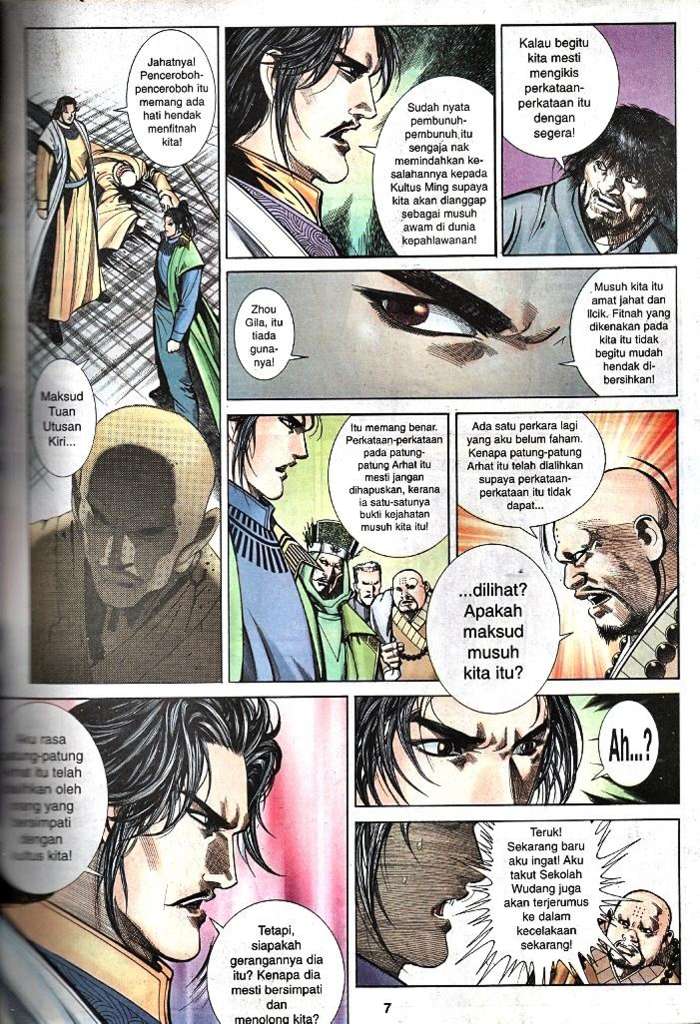 Jahatnya!
Penceroboh-
penceroboh itu
memang ada
hati hendak
menfitnah
kita!
Sudah nyata
pembunuh-
pembunuh itu
sengaja nak
memindahkan ke-
salahannya kepada
Kultus Ming supaya
kita akan dianggap
sebagai musuh
awam di dunia
kepahlawanan!
Kalau begitu
kita mesti
mengikis
perkataan-
perkataan itu
dengan
segera!
Zhou
Gila, itu
tiada
guna-
nya!
Musuh kita itu
amat jahat dan
llcik. Fitnah yang
dikenakan pada
kita itu tidak
begitu mudah
hendak di-
bersihkan!
Maksud
Tuan
Utusan
Kiri...
Itu memang benar.
Perkataan-perkataan
pada patung-
patung Arhat itu
mesti jangan
dihapuskan, kerana
ia satu-satunya
bukti kejahatan
musuh kita itu!
Ada satu perkara lagi
yang aku belum faham.
Kenapa patung-patung
Arhat itu telah dialihkan
supaya perkataan-
perkataan itu tidak
dapat...
...dilihat?
Apakah
maksud
musuh
kita itu?
rasa
patung-patung
itu telah
oleh
yang
bersimpati
dengan
kultus kita!
Tetapi,
siapakah
gerangannya dia
itu? Kenapa dia
mesti bersimpati
dan
menolong kita?
Ah...?
Teruk!
Sekarang baru
aku ingat! Aku
takut Sekolah
Wudang juga
akan terjerumus
ke dalam
kecelakaan
sekarang!
7